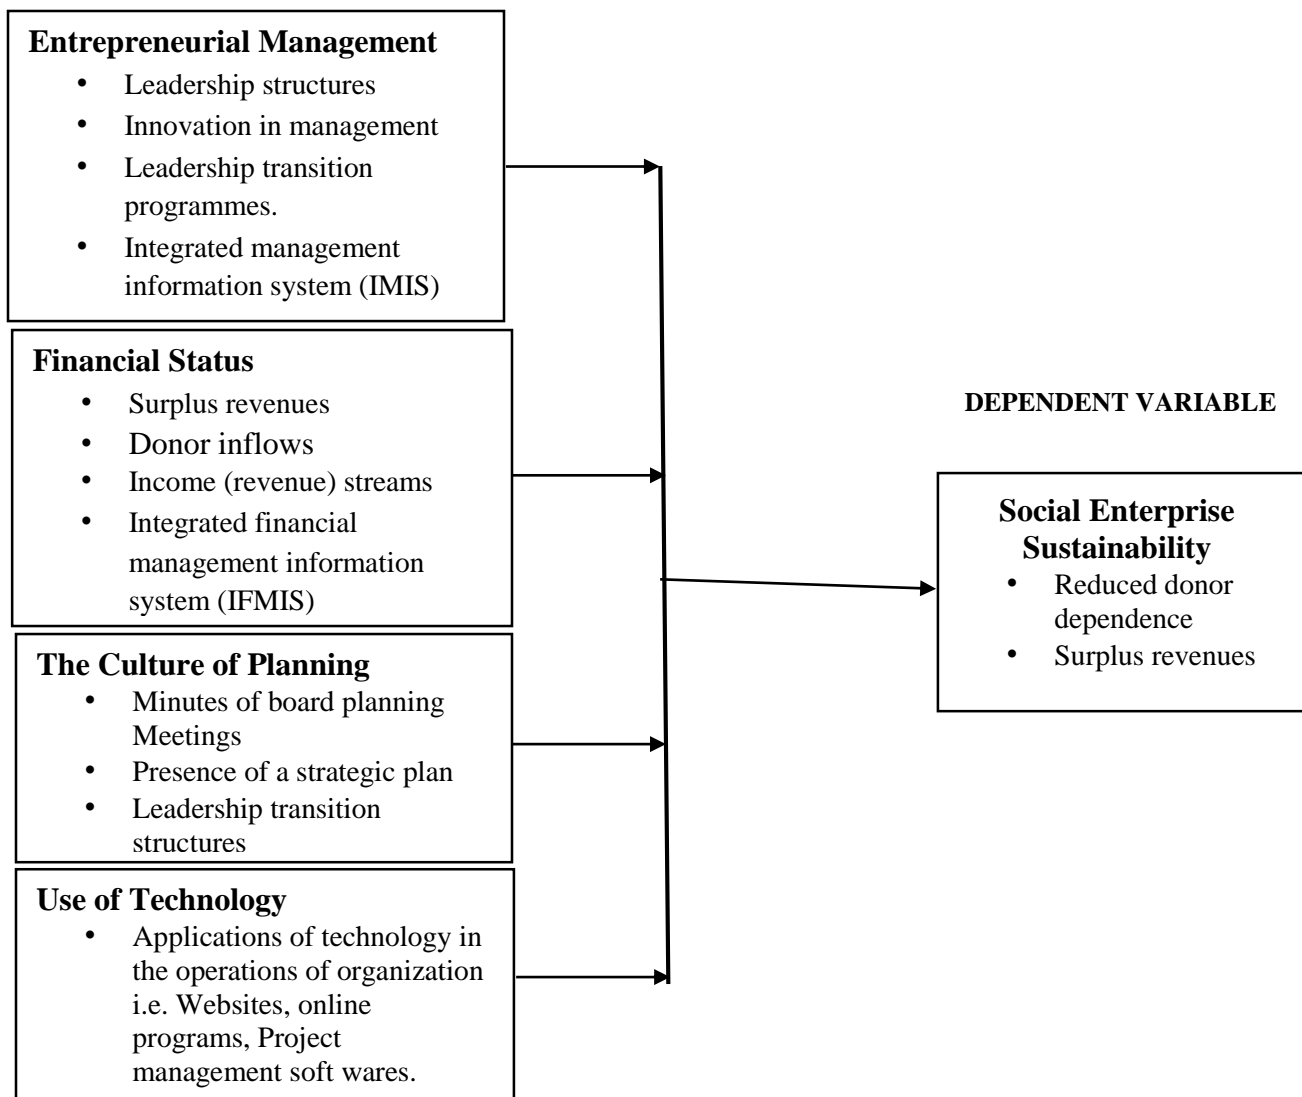 Entrepreneurial Management
• Leadership structures
• Innovation in management
• Leadership transition
programmes.
• Integrated management
information system (IMIS)
Financial Status
• Surplus revenues
• Donor inflows
• Income (revenue) streams
• Integrated financial
management information
system (IFMIS)
The Culture of Planning
• Minutes of board planning
Meetings
• Presence of a strategic plan
• Leadership transition
structures
Use of Technology
• Applications of technology in
the operations of organization
i.e. Websites, online
programs, Project
management soft wares.
DEPENDENT VARIABLE
Social Enterprise
Sustainability
• Reduced donor
dependence
• Surplus revenues